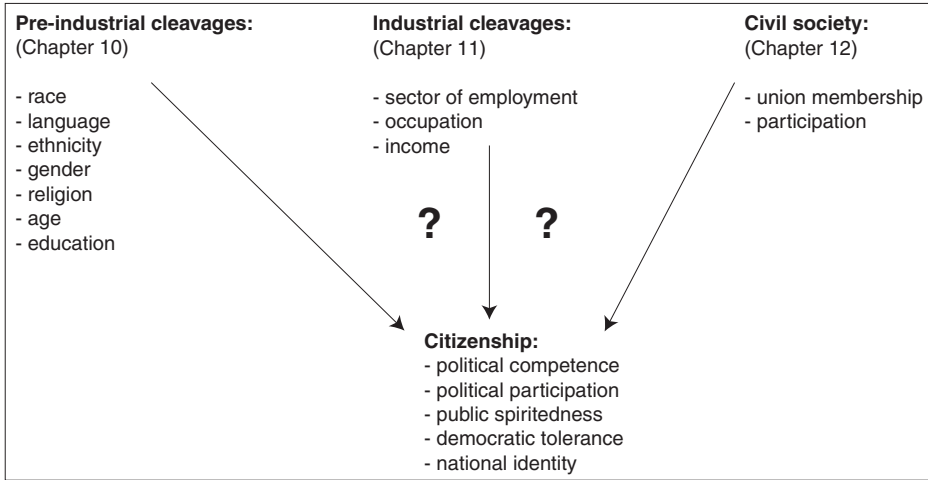 Pre-industrial cleavages:
(Chapter 10)
- race
- language
- ethnicity
- gender
- religion
- age
- education
Industrial cleavages:
(Chapter 11)
- sector of employment
- occupation
- income
Civil society:
(Chapter 12)
- union membership
- participation
? ?
Citizenship:
- political competence
- political participation
- public spiritedness
- democratic tolerance
- national identity